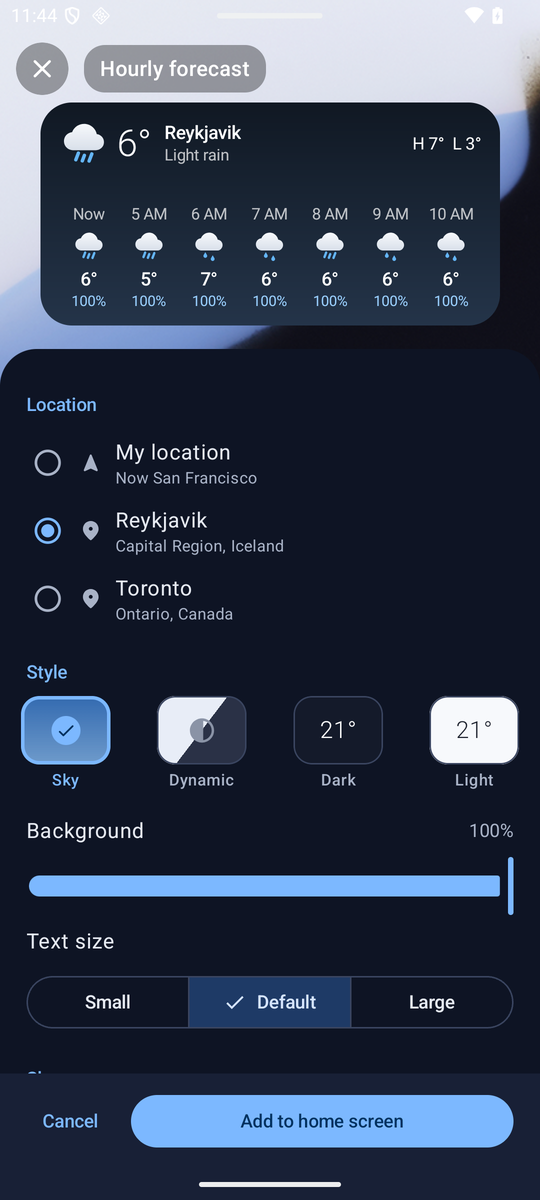 11:44
Hourly forecast
6° Reykjavik
Light rain
H 7° L 3°
Now 5 AM 6 AM 7 AM 8 AM 9 AM 10 AM
6° 5° 7° 6° 6° 6° 6°
100% 100% 100% 100% 100% 100% 100%
Location
My location
Now San Francisco
Reykjavik
Capital Region, Iceland
Toronto
Ontario, Canada
Style
21° 21°
Sky Dynamic Dark Light
Background 100%
Text size
Small Default Large
Cancel Add to home screen